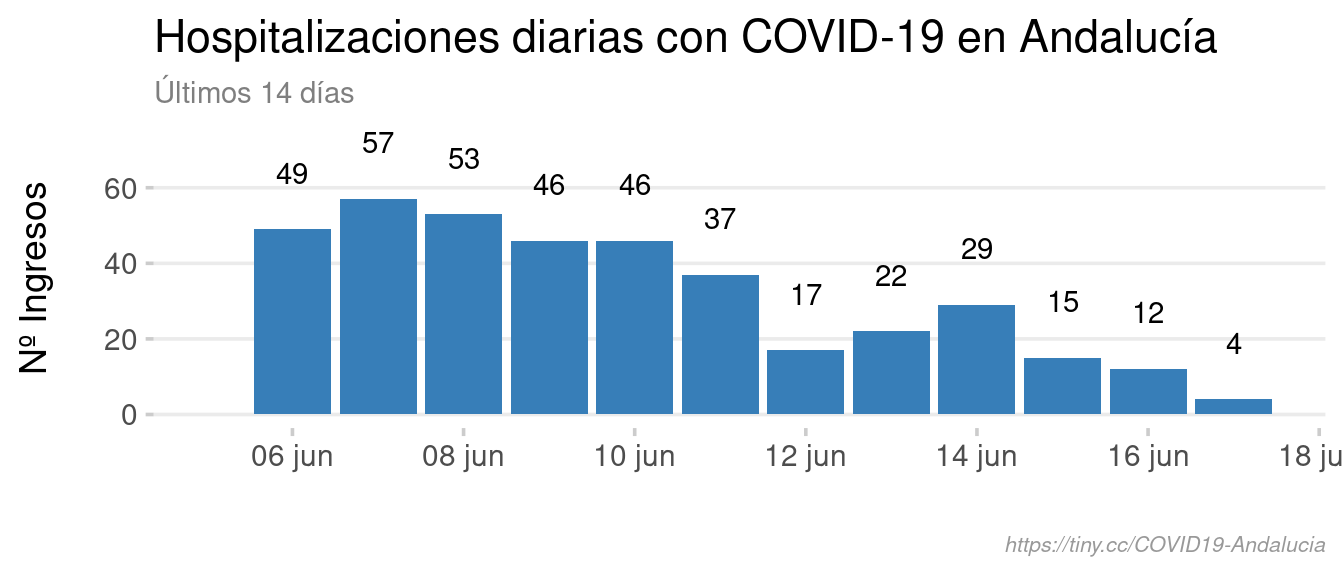 Hospitalizaciones diarias con COVID-19 en Andalucía
Últimos 14 días
Nº Ingresos
60
40
20
0
49
57
53
46
46
37
17
22
29
15
12
4
06 jun
08 jun
10 jun
12 jun
14 jun
16 jun
18 ju
https://tiny.cc/COVID19-Andalucia